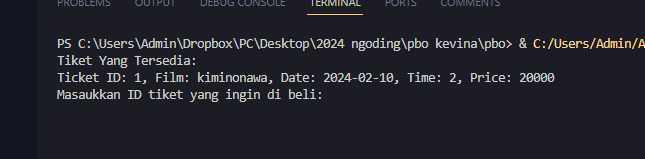 PROBLEMS OUTPUT DEBUG CONSOLE TERMINAL PORTS COMMENTS
PS C:\Users\Admin\Dropbox\PC\Desktop\2024 ngoding\pbo kevina\pbo> & C:/Users/Admin/A
Tiket Yang Tersedia:
Ticket ID: 1, Film: kiminonawa, Date: 2024-02-10, Time: 2, Price: 20000
Masaukkan ID tiket yang ingin di beli: